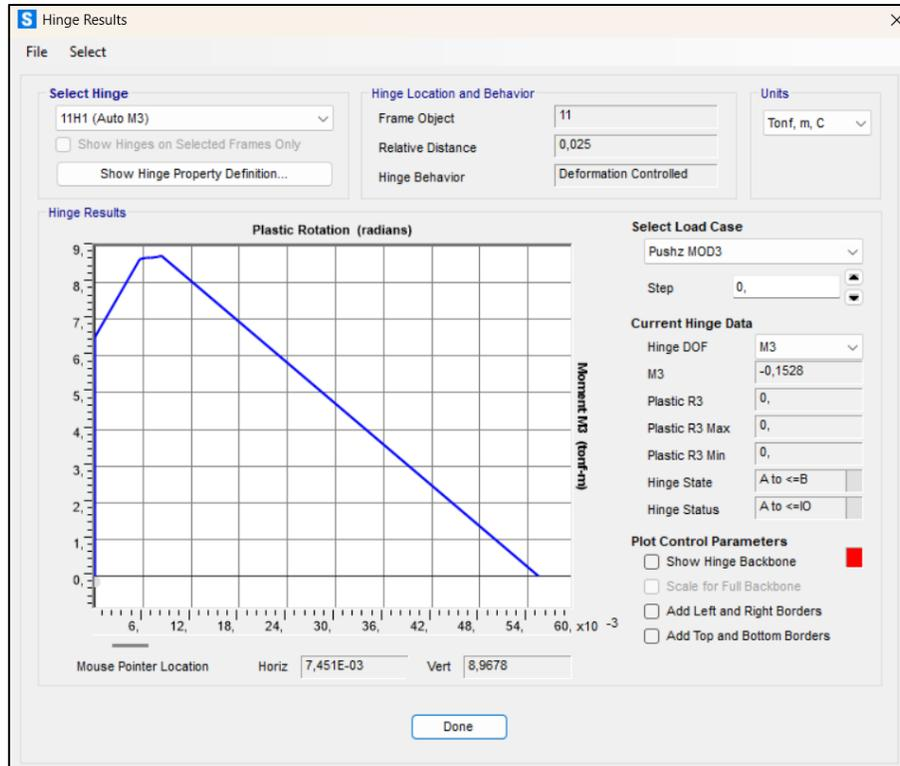 S Hinge Results
File Select
Select Hinge
11H1 (Auto M3)
Show Hinges on Selected Frames Only
Show Hinge Property Definition...
Hinge Location and Behavior
Frame Object 11
Relative Distance 0,025
Hinge Behavior Deformation Controlled
Units
Tonf, m, C
Hinge Results
Plastic Rotation (radians)
9,
8,
7,
6,
5,
4,
3,
2,
1,
0,
6, 12, 18, 24, 30, 36, 42, 48, 54, 60, x10 -3
Moment M3 (tonf-m)
Mouse Pointer Location Horiz 7,451E-03 Vert 8,9678
Select Load Case
Pushz MOD3
Step 0,
Current Hinge Data
Hinge DOF M3
M3 -0,1528
Plastic R3 0,
Plastic R3 Max 0,
Plastic R3 Min 0,
Hinge State A to <=B
Hinge Status A to <=IO
Plot Control Parameters
Show Hinge Backbone
Scale for Full Backbone
Add Left and Right Borders
Add Top and Bottom Borders
Done